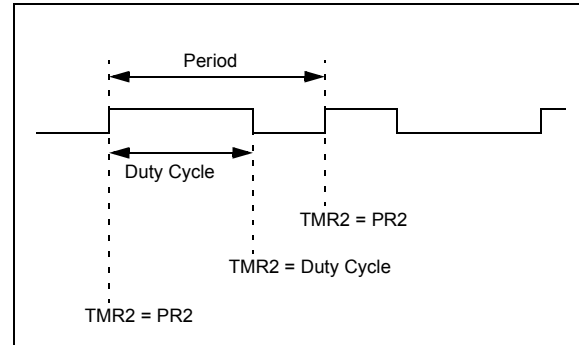 Period
Duty Cycle
TMR2 = PR2
TMR2 = Duty Cycle
TMR2 = PR2